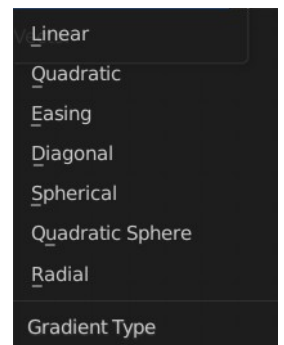 Linear
Quadratic
Easing
Diagonal
Spherical
Quadratic Sphere
Radial
Gradient Type